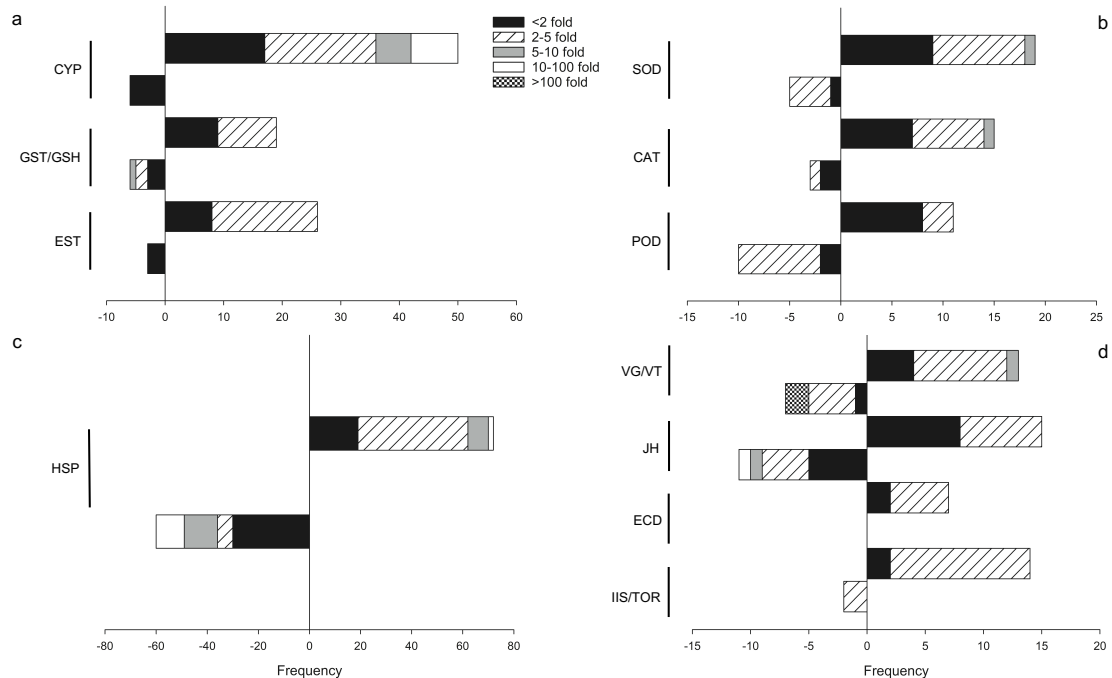 a
<2 fold
2-5 fold
5-10 fold
10-100 fold
>100 fold
CYP
GST/GSH
EST
-10 0 10 20 30 40 50 60
b
SOD
CAT
POD
-15 -10 -5 0 5 10 15 20 25
c
HSP
-80 -60 -40 -20 0 20 40 60 80
Frequency
d
VG/VT
JH
ECD
IIS/TOR
-15 -10 -5 0 5 10 15 20
Frequency